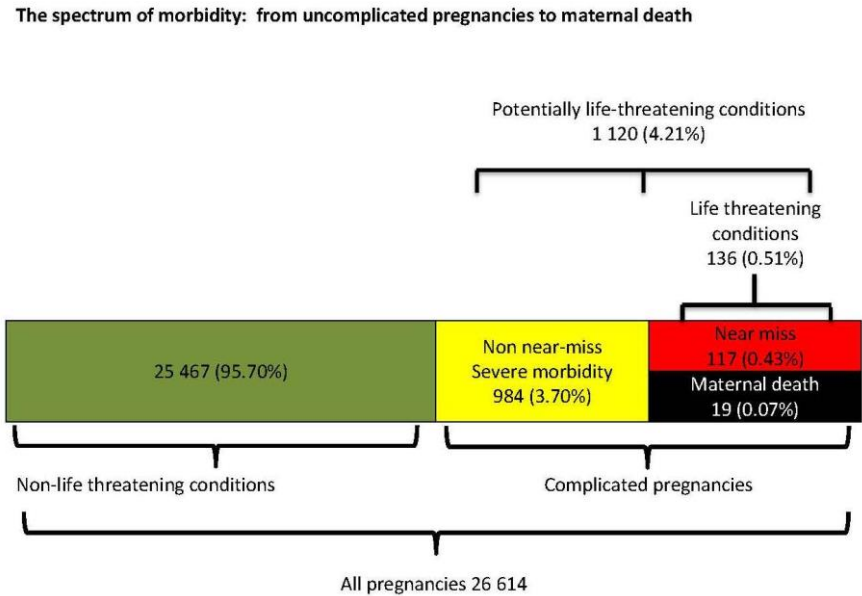 The spectrum of morbidity: from uncomplicated pregnancies to maternal death
Potentially life-threatening conditions
1 120 (4.21%)
Life threatening
conditions
136 (0.51%)
25 467 (95.70%)
Non near-miss
Severe morbidity
984 (3.70%)
Near miss
117 (0.43%)
Maternal death
19 (0.07%)
Non-life threatening conditions
Complicated pregnancies
All pregnancies 26 614